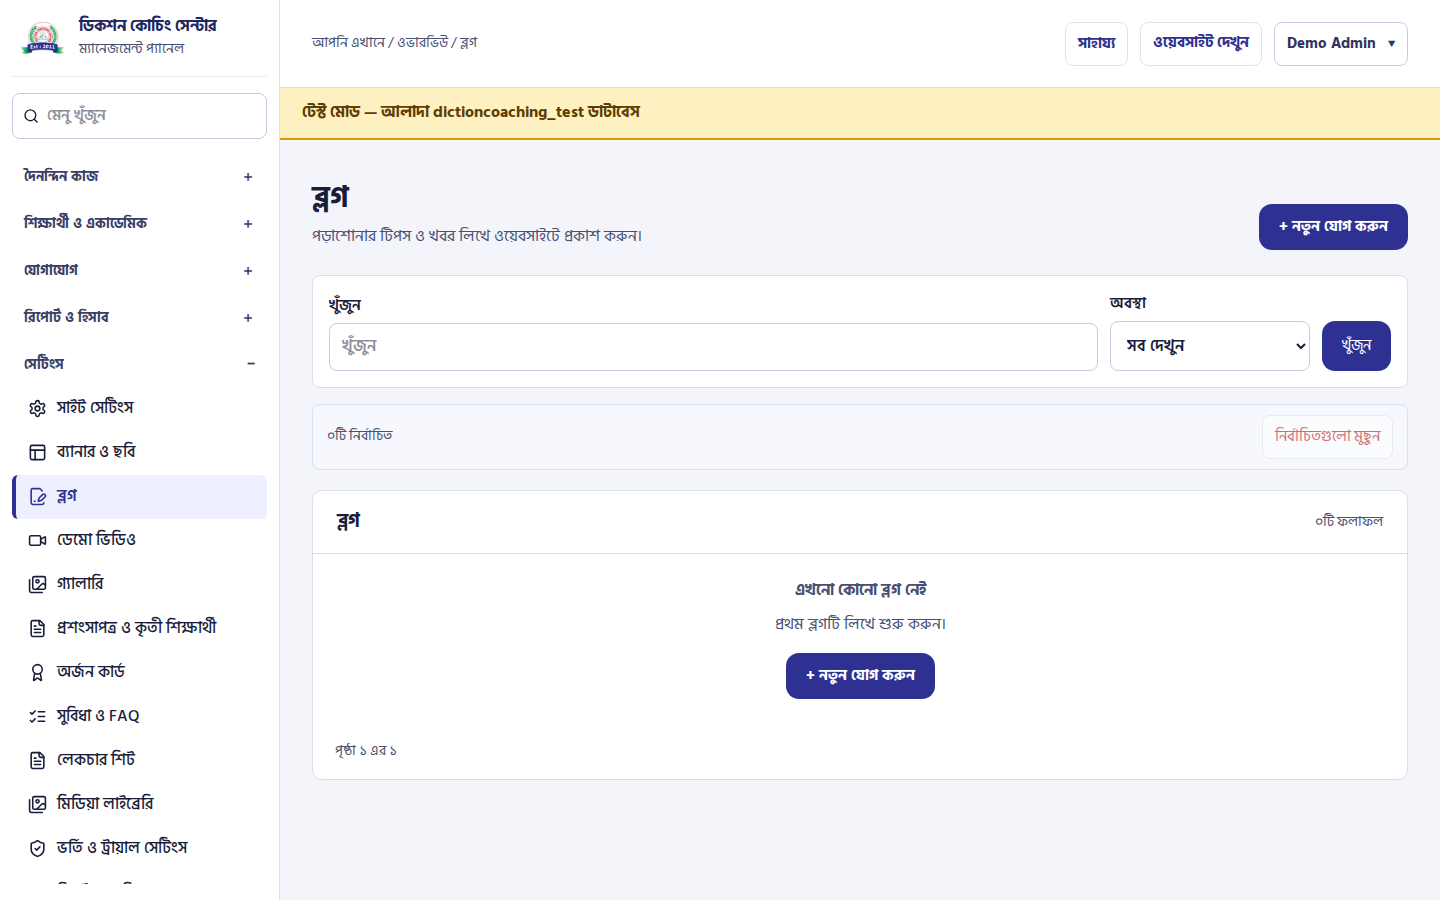 ডিকশন কোচিং সেন্টার
ম্যানেজমেন্ট প্যানেল
Est : 2011
মেনু খুঁজুন
দৈনন্দিন কাজ +
শিক্ষার্থী ও একাডেমিক +
যোগাযোগ +
রিপোর্ট ও হিসাব +
সেটিংস −
সাইট সেটিংস
ব্যানার ও ছবি
ব্লগ
ডেমো ভিডিও
গ্যালারি
প্রশংসাপত্র ও কৃতী শিক্ষার্থী
অর্জন কার্ড
সুবিধা ও FAQ
লেকচার শিট
মিডিয়া লাইব্রেরি
ভর্তি ও ট্রায়াল সেটিংস
আপনি এখানে / ওভারভিউ / ব্লগ
সাহায্য
ওয়েবসাইট দেখুন
Demo Admin ▾
টেস্ট মোড — আলাদা dictioncoaching_test ডাটাবেস
ব্লগ
পড়াশোনার টিপস ও খবর লিখে ওয়েবসাইটে প্রকাশ করুন।
+ নতুন যোগ করুন
খুঁজুন
খুঁজুন
অবস্থা
সব দেখুন
খুঁজুন
০টি নির্বাচিত
নির্বাচিতগুলো মুছুন
ব্লগ
০টি ফলাফল
এখনো কোনো ব্লগ নেই
প্রথম ব্লগটি লিখে শুরু করুন।
+ নতুন যোগ করুন
পৃষ্ঠা ১ এর ১